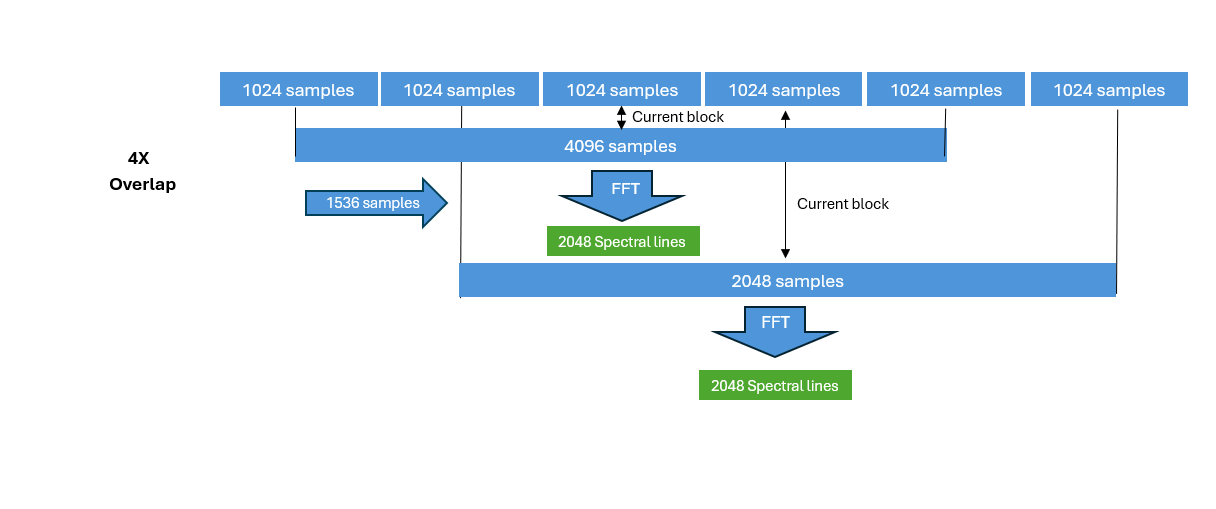 1024 samples
1024 samples
1024 samples
1024 samples
1024 samples
1024 samples
Current block
4096 samples
4X
Overlap
FFT
1536 samples
Current block
2048 Spectral lines
2048 samples
FFT
2048 Spectral lines